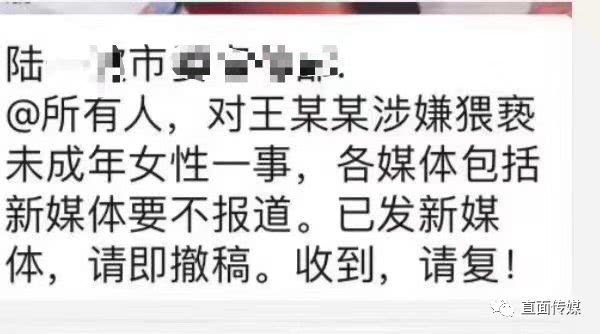 陆
市
@所有人，对王某某涉嫌猥亵
未成年女性一事，各媒体包括
新媒体要不报道。已发新媒
体，请即撤稿。收到，请复！
直面传媒